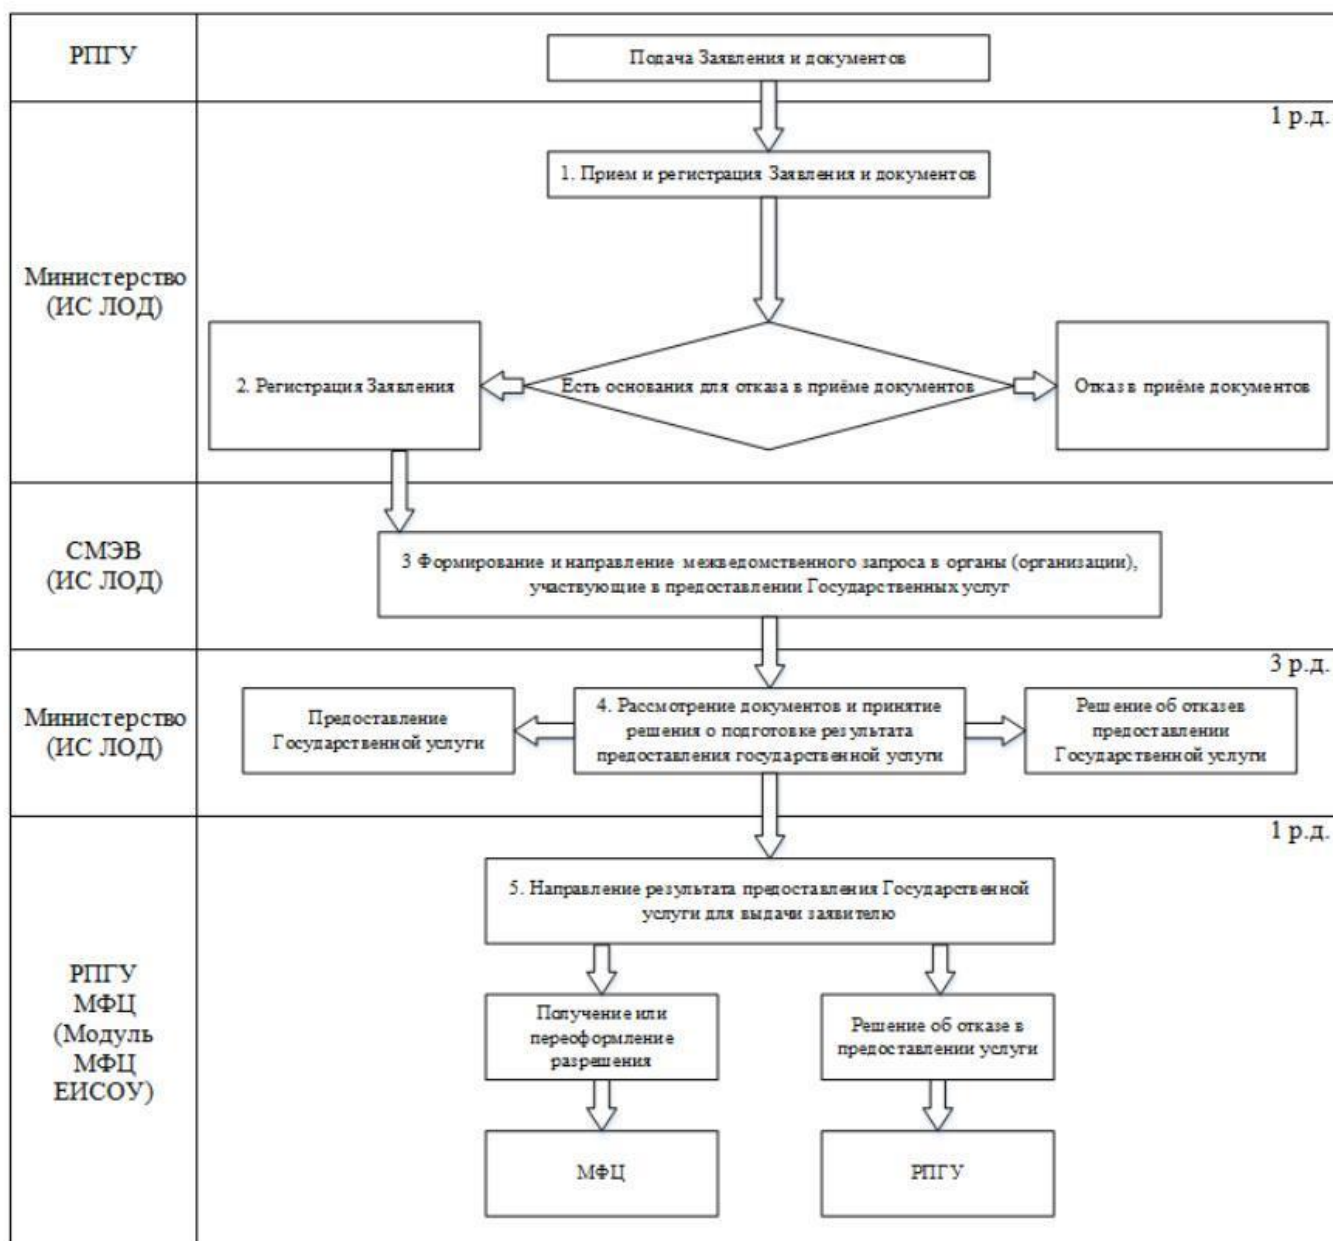 РПГУ
Подача Заявления и документов
1 р.д.
1. Прием и регистрация Заявления и документов
Министерство
(ИС ЛОД)
2. Регистрация Заявления
Есть основания для отказа в приёме документов
Отказ в приёме документов
СМЭВ
(ИС ЛОД)
3 Формирование и направление межведомственного запроса в органы (организации),
участвующие в предоставлении Государственных услуг
3 р.д.
Министерство
(ИС ЛОД)
Предоставление
Государственной услуги
4. Рассмотрение документов и принятие
решения о подготовке результата
предоставления государственной услуги
Решение об отказев
предоставлении
Государственной услуги
1 р.д.
5. Направление результата предоставления Государственной
услуги для выдачи заявителю
РПГУ
МФЦ
(Модуль
МФЦ
ЕИСОУ)
Получение или
переоформление
разрешения
Решение об отказе в
предоставлении услуги
МФЦ
РПГУ